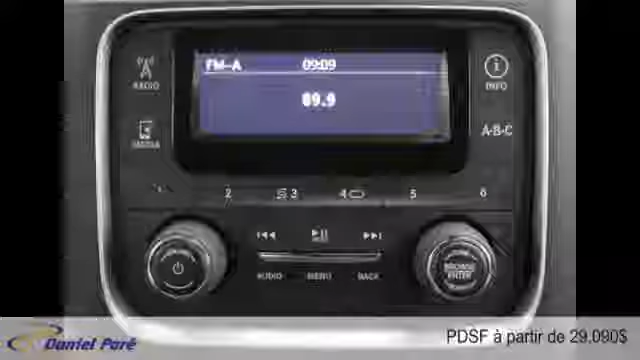 FM-A 09:09
89.9
RADIO
INFO
MEDIA
A-B-C
2 3 4 5 6
AUDIO MENU BACK
BROWSE
ENTER
Daniel Paré
PDSF à partir de 29,090$